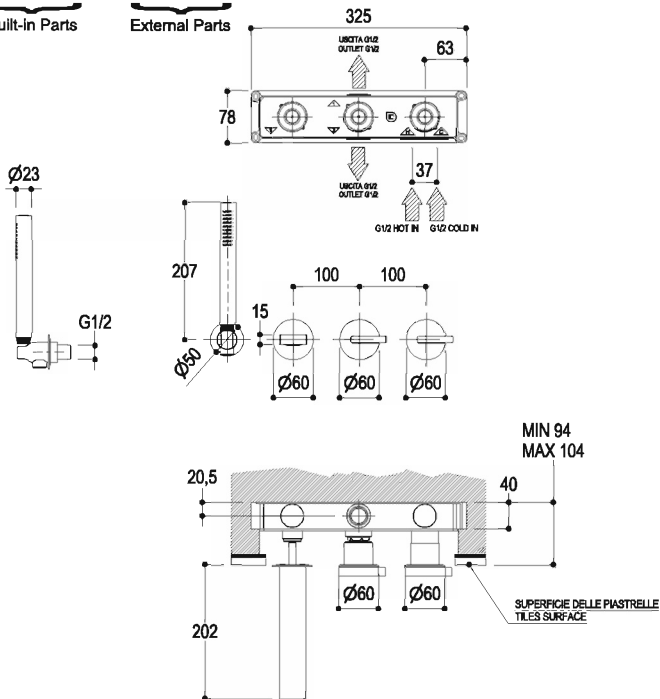 uilt-in Parts
External Parts
325
USCITA G1/2
OUTLET G1/2
63
78
37
USCITA G1/2
OUTLET G1/2
G1/2 HOT IN
G1/2 COLD IN
Ø23
207
G1/2
Ø50
100
100
15
Ø60
Ø60
Ø60
MIN 94
MAX 104
20,5
40
Ø60
Ø60
202
SUPERFICIE DELLE PIASTRELLE
TILES SURFACE